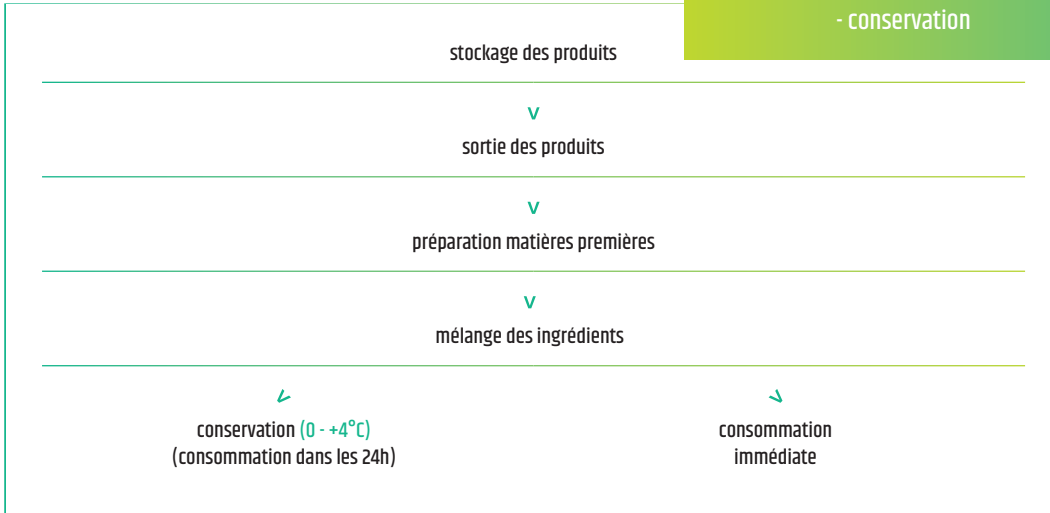 - conservation
stockage des produits
v
sortie des produits
v
préparation matières premières
v
mélange des ingrédients
conservation (0 - +4°C)
(consommation dans les 24h)
consommation
immédiate